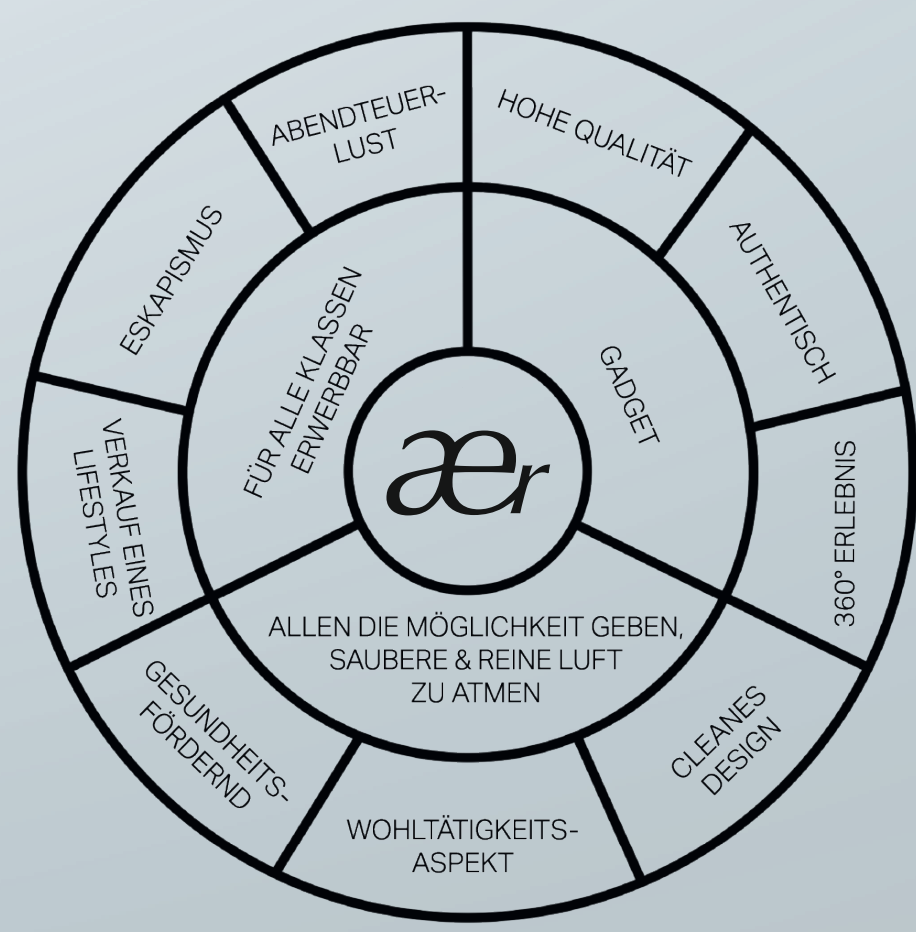 HOHE QUALITÄT
AUTHENTISCH
360° ERLEBNIS
CLEANES
DESIGN
WOHLTÄTIGKEITS-
ASPEKT
GESUNDHEITS-
FÖRDERND
VERKAUF EINES
LIFESTYLES
ESKAPISMUS
ABENDTEUER-
LUST
GADGET
ALLEN DIE MÖGLICHKEIT GEBEN,
SAUBERE & REINE LUFT
ZU ATMEN
FÜR ALLE KLASSEN
ERWERBBAR
ær